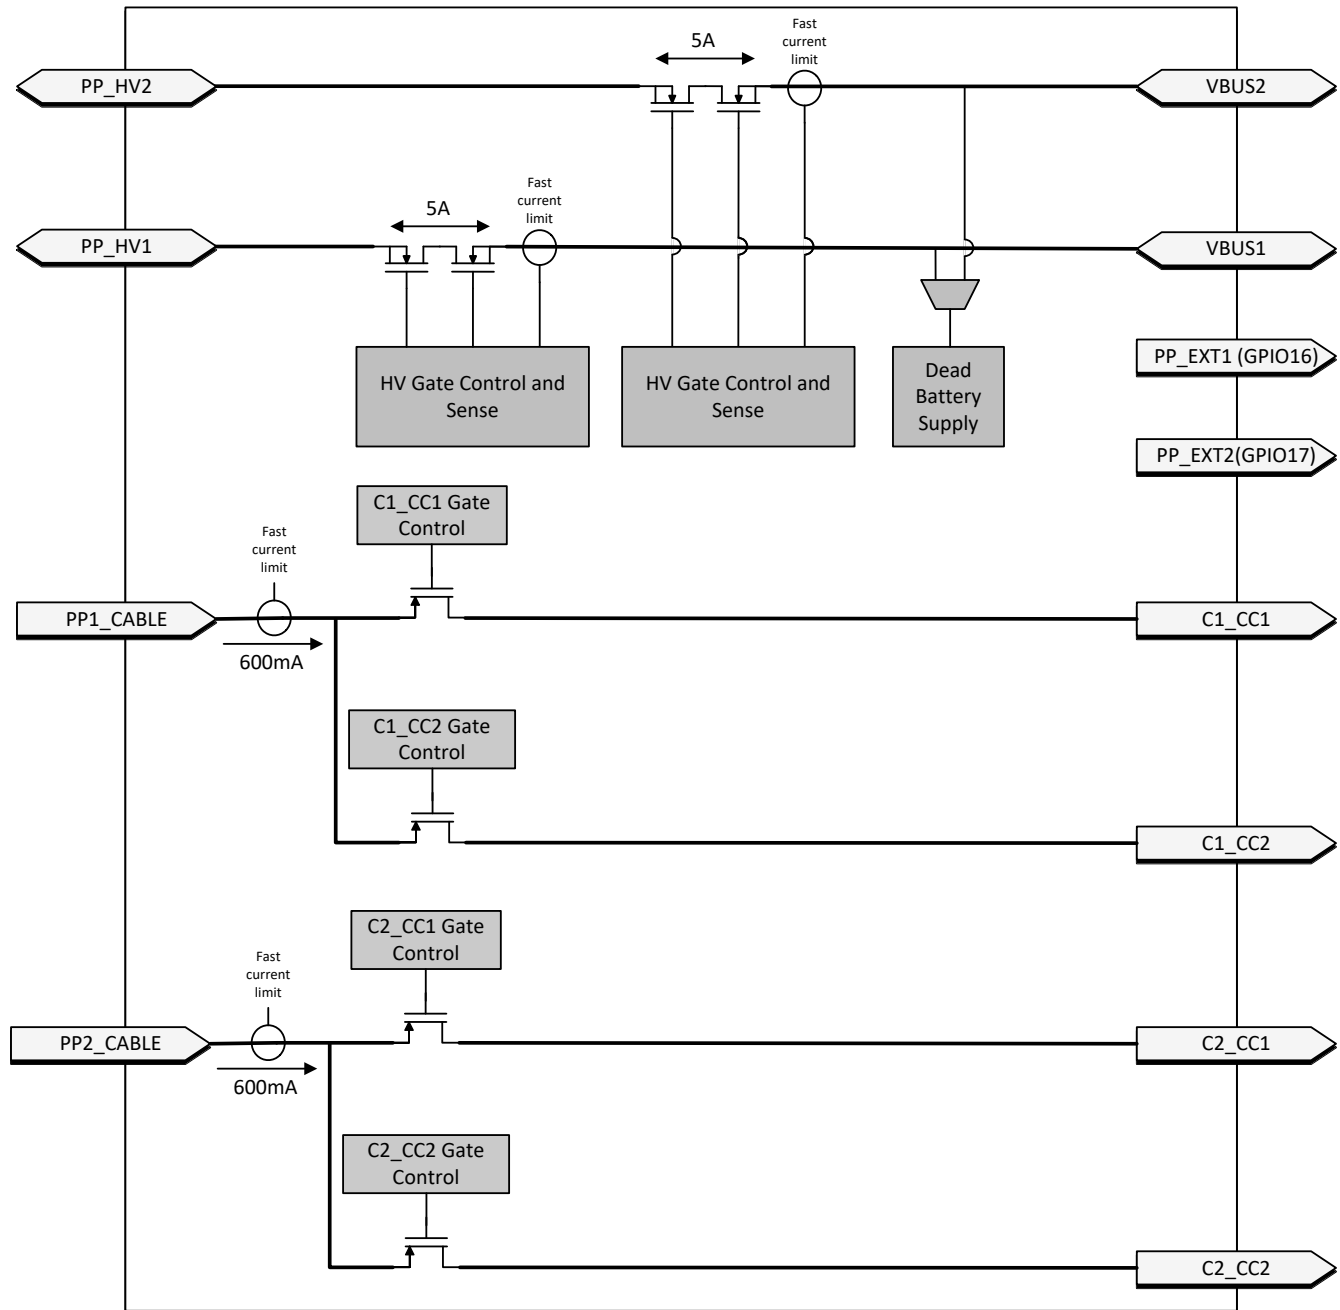 PP_HV2
5A
Fast
current
limit
VBUS2
PP_HV1
5A
Fast
current
limit
VBUS1
HV Gate Control and
Sense
HV Gate Control and
Sense
Dead
Battery
Supply
PP_EXT1 (GPIO16)
PP_EXT2(GPIO17)
C1_CC1 Gate
Control
Fast
current
limit
PP1_CABLE
600mA
C1_CC1
C1_CC2 Gate
Control
C1_CC2
C2_CC1 Gate
Control
Fast
current
limit
PP2_CABLE
600mA
C2_CC1
C2_CC2 Gate
Control
C2_CC2